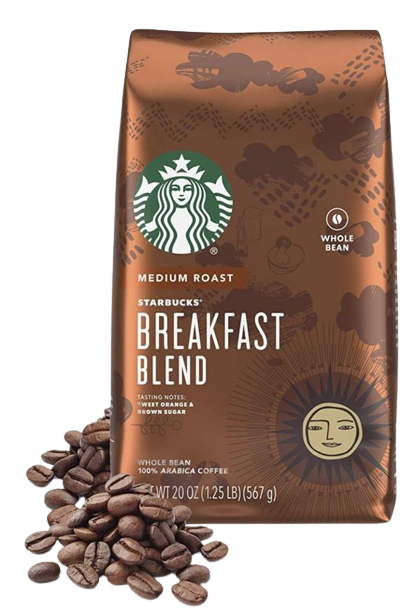 ®
WHOLE
BEAN
MEDIUM ROAST
STARBUCKS®
BREAKFAST
BLEND
TASTING NOTES:
SWEET ORANGE &
BROWN SUGAR
WHOLE BEAN
100% ARABICA COFFEE
WT 20 OZ (1.25 LB) (567 g)